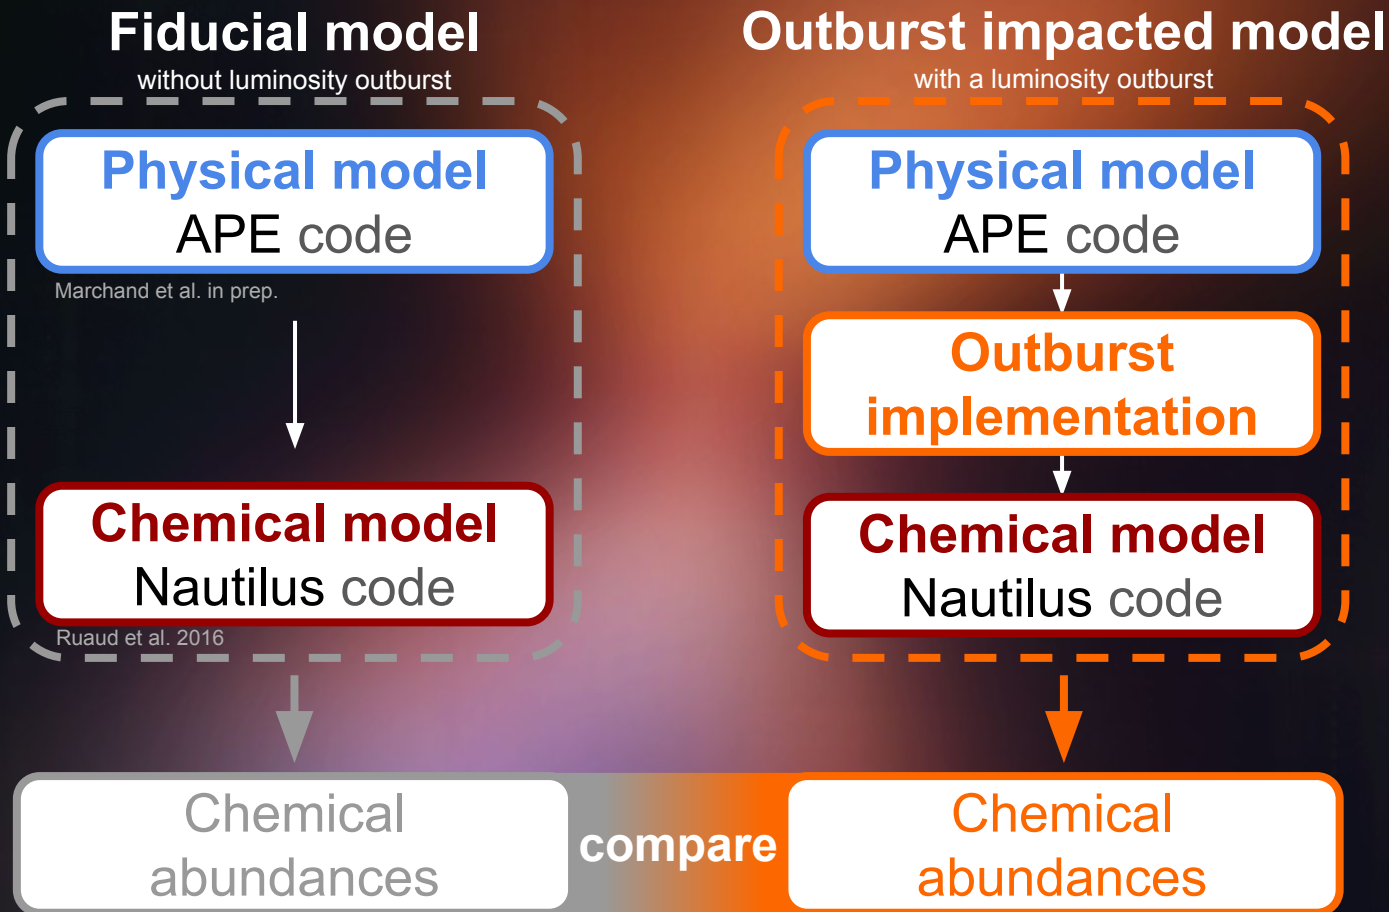 Fiducial model
without luminosity outburst
Physical model
APE code
Marchand et al. in prep.
Chemical model
Nautilus code
Ruaud et al. 2016
Chemical
abundances
compare
Outburst impacted model
with a luminosity outburst
Physical model
APE code
Outburst
implementation
Chemical model
Nautilus code
Chemical
abundances